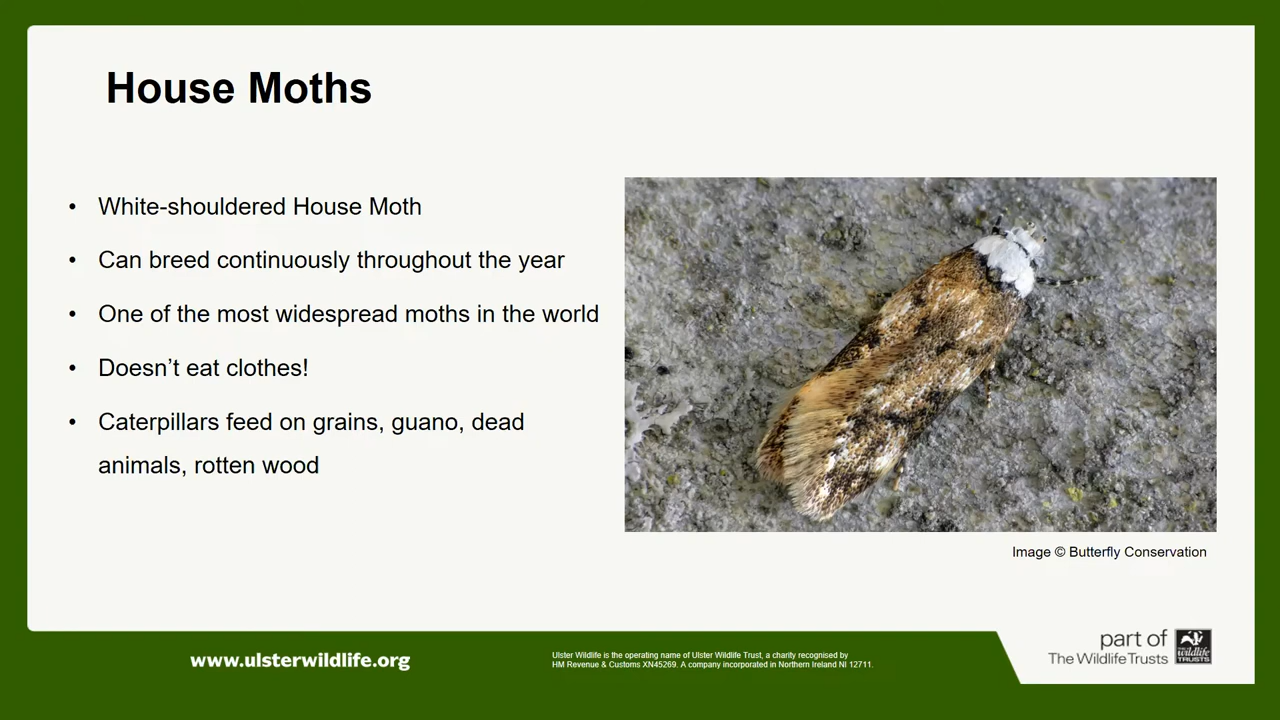 House Moths
• White-shouldered House Moth
• Can breed continuously throughout the year
• One of the most widespread moths in the world
• Doesn’t eat clothes!
• Caterpillars feed on grains, guano, dead
animals, rotten wood
Image © Butterfly Conservation
www.ulsterwildlife.org
Ulster Wildlife is the operating name of Ulster Wildlife Trust, a charity recognised by
HM Revenue & Customs XN45269. A company incorporated in Northern Ireland NI 12711.
part of
The Wildlife Trusts
THE
wildlife
TRUSTS